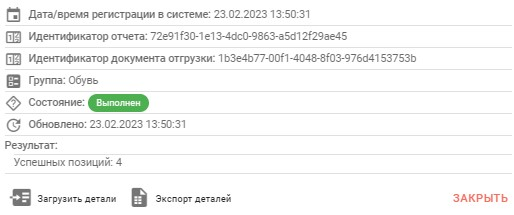 Дата/время регистрации в системе: 23.02.2023 13:50:31
Идентификатор отчета: 72e91f30-1e13-4dc0-9863-a5d12f29ae45
Идентификатор документа отгрузки: 1b3e4b77-00f1-4048-8f03-976d4153753b
Группа: Обувь
Состояние: Выполнен
Обновлено: 23.02.2023 13:50:31
Результат:
Успешных позиций: 4
Загрузить детали Экспорт деталей ЗАКРЫТЬ